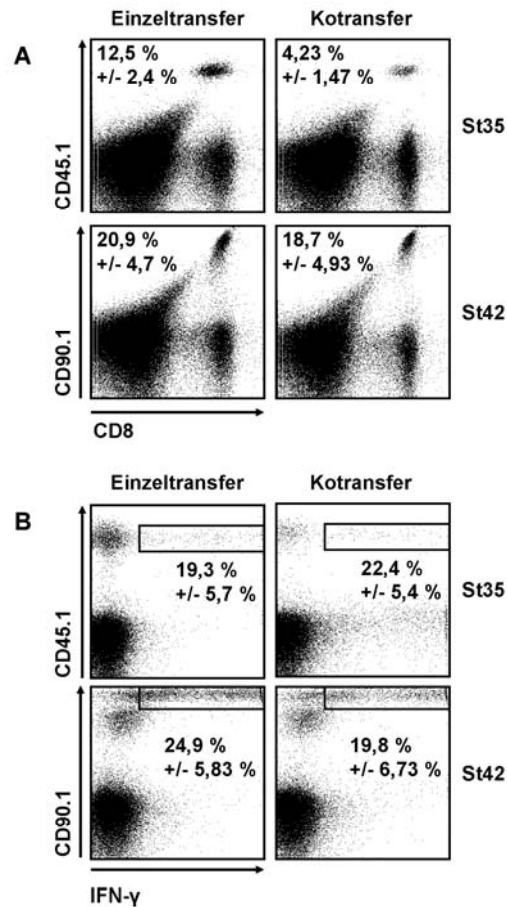 Einzeltransfer Kotransfer
A
12,5 %
+/- 2,4 %
4,23 %
+/- 1,47 %
CD45.1
St35
20,9 %
+/- 4,7 %
18,7 %
+/- 4,93 %
CD90.1
St42
CD8
Einzeltransfer Kotransfer
B
19,3 %
+/- 5,7 %
22,4 %
+/- 5,4 %
CD45.1
St35
24,9 %
+/- 5,83 %
19,8 %
+/- 6,73 %
CD90.1
St42
IFN-γ